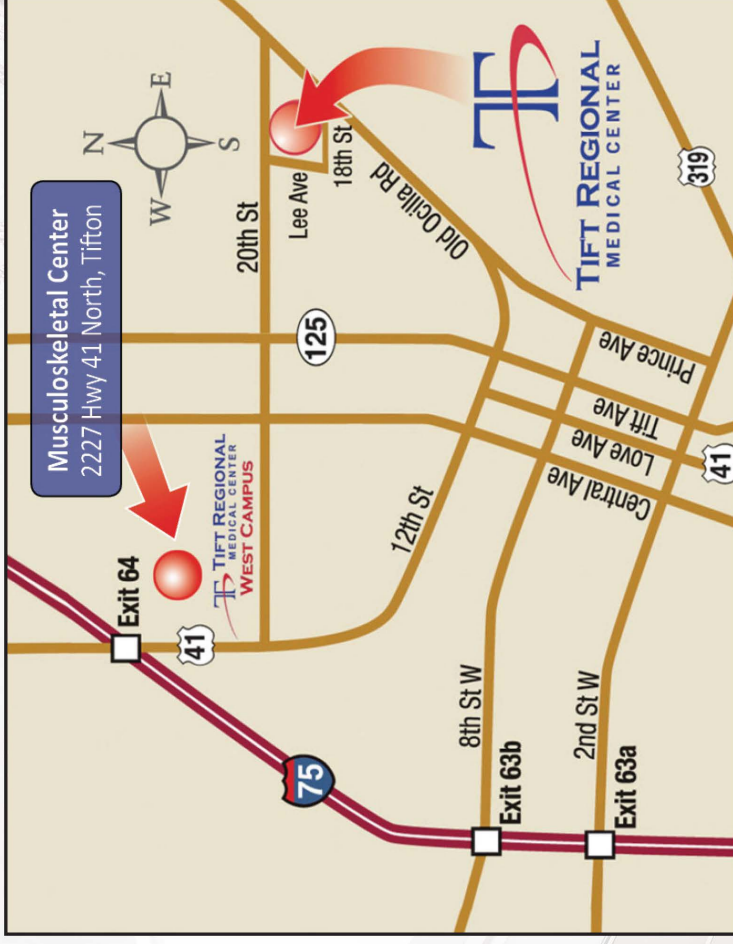 Musculoskeletal Center
2227 Hwy 41 North, Tifton
N
W
E
S
20th St
Lee Ave
18th St
Old Ocilla Rd
125
TIFT REGIONAL
MEDICAL CENTER
319
TIFT REGIONAL
MEDICAL CENTER
WEST CAMPUS
Exit 64
41
12th St
Prince Ave
Tift Ave
Love Ave
Central Ave
41
75
8th St W
Exit 63b
2nd St W
Exit 63a